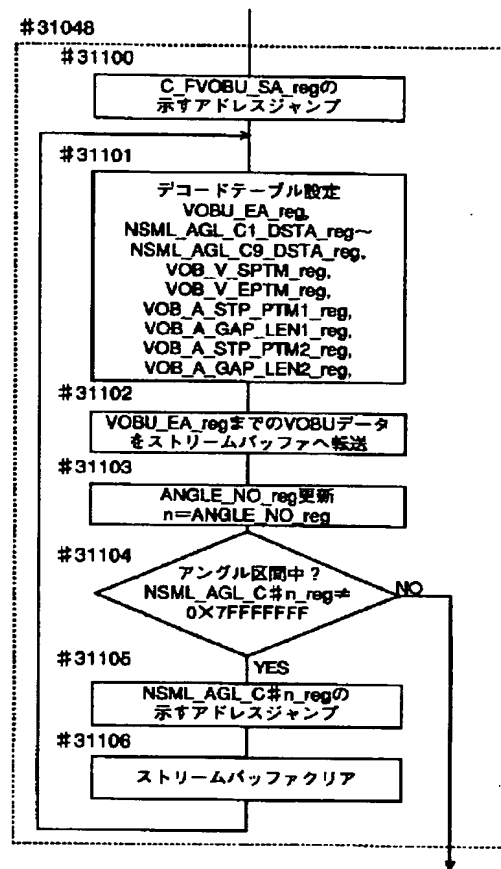 #31048
#31100
C_FVOBU_SA_regの
示すアドレスジャンプ
#31101
デコードテーブル設定
VOBU_EA_reg,
NSML_AGL_C1_DSTA_reg～
NSML_AGL_C9_DSTA_reg,
VOB_V_SPTM_reg,
VOB_V_EPTM_reg,
VOB_A_STP_PTM1_reg,
VOB_A_GAP_LEN1_reg,
VOB_A_STP_PTM2_reg,
VOB_A_GAP_LEN2_reg,
#31102
VOBU_EA_regまでのVOBUデータ
をストリームバッファへ転送
#31103
ANGLE_NO_reg更新
n=ANGLE_NO_reg
#31104
アングル区間中?
NSML_AGL_C#n_reg≠
0×7FFFFFFF
NO
YES
#31105
NSML_AGL_C#n_regの
示すアドレスジャンプ
#31106
ストリームバッファクリア